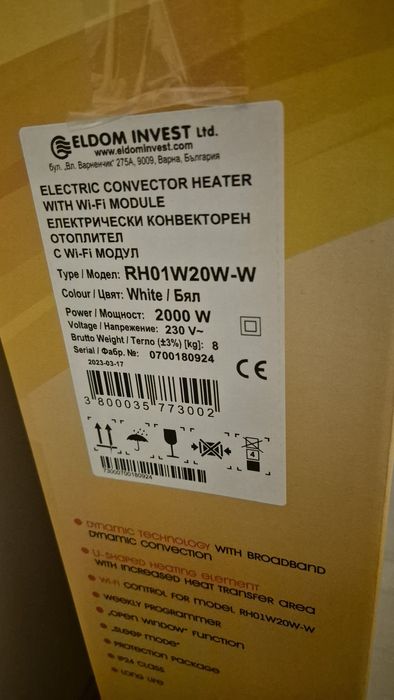 ELDOM INVEST Ltd.
www.eldominvest.com
бул. „Вл. Варненчик" 275А, 9009, Варна, България
ELECTRIC CONVECTOR HEATER
WITH Wi-Fi MODULE
ЕЛЕКТРИЧЕСКИ КОНВЕКТОРЕН
ОТОПЛИТЕЛ
С Wi-Fi МОДУЛ
Type / Модел: RH01W20W-W
Colour / Цвят: White / Бял
Power / Мощност: 2000 W
Voltage / Напрежение: 230 V~
Brutto Weight / Тегло (±3%) [kg]: 8
Serial / Фабр. №: 0700180924
2023-03-17
CE
3 800035 773002
4
73000700180924
DYNAMIC TECHNOLOGY WITH BROADBAND
DYNAMIC CONVECTION
U-SHAPED HEATING ELEMENT
WITH INCREASED HEAT TRANSFER AREA
WI-FI CONTROL FOR MODEL RH01W20W-W
WEEKLY PROGRAMMER
„OPEN WINDOW" FUNCTION
„SLEEP MODE"
PROTECTION PACKAGE
IP24 CLASS
LONG LIFE